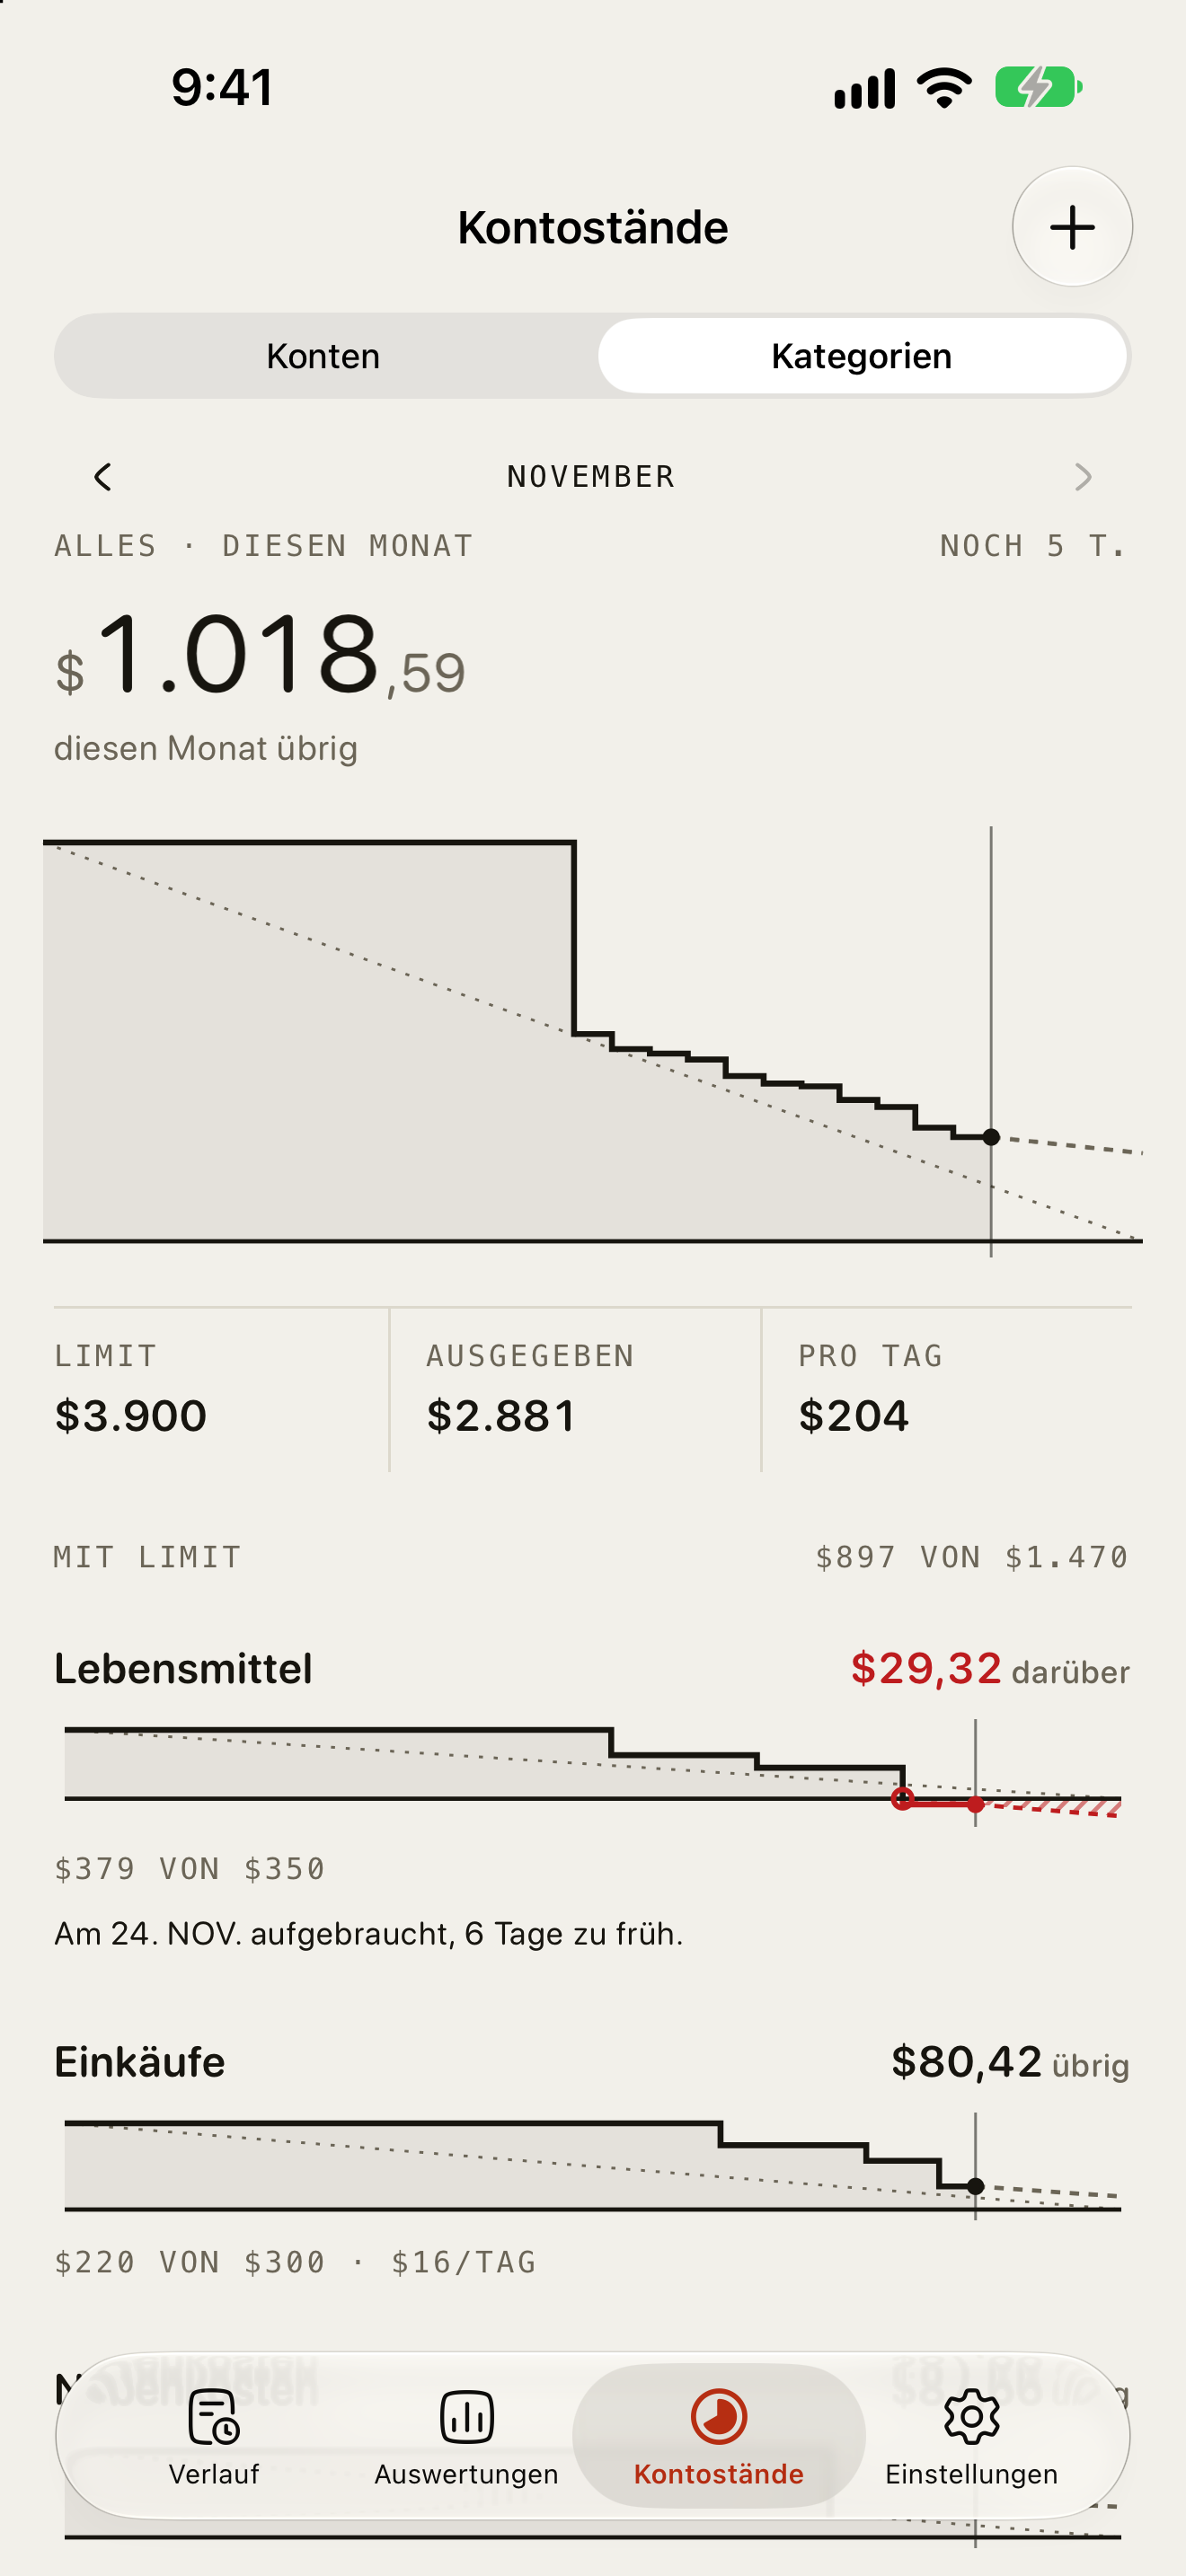 9:41
Kontostände
Konten Kategorien
NOVEMBER
ALLES · DIESEN MONAT NOCH 5 T.
$1.018,59
diesen Monat übrig
LIMIT AUSGEGEBEN PRO TAG
$3.900 $2.881 $204
MIT LIMIT $897 VON $1.470
Lebensmittel $29,32 darüber
$379 VON $350
Am 24. NOV. aufgebraucht, 6 Tage zu früh.
Einkäufe $80,42 übrig
$220 VON $300 · $16/TAG
Verlauf Auswertungen Kontostände Einstellungen